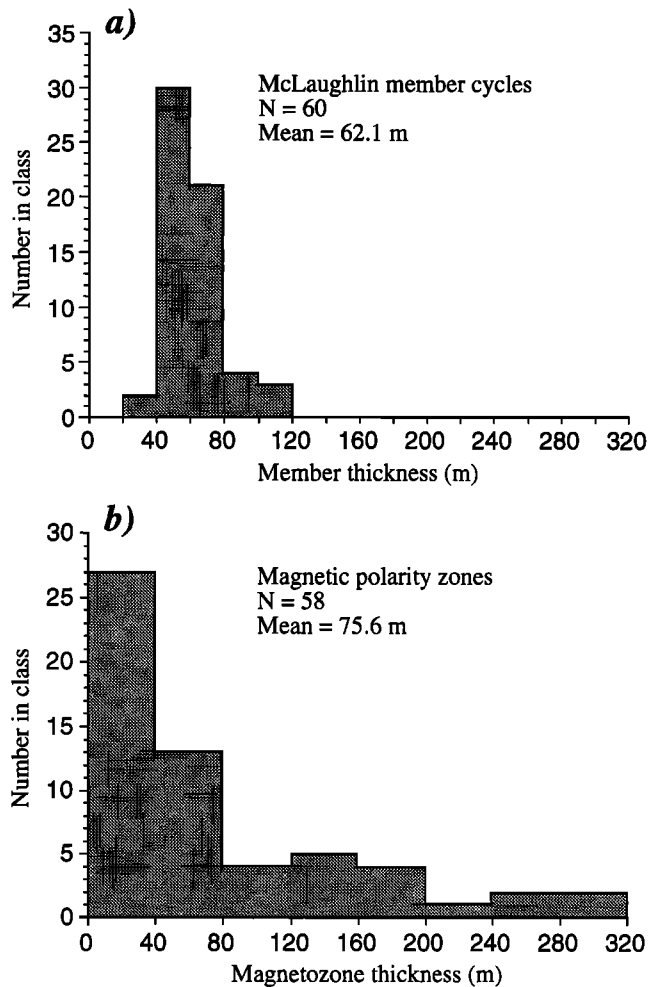 a)
35
30
25
20
15
10
5
0
Number in class
McLaughlin member cycles
N = 60
Mean = 62.1 m
0 40 80 120 160 200 240 280 320
Member thickness (m)
b)
30
25
20
15
10
5
0
Number in class
Magnetic polarity zones
N = 58
Mean = 75.6 m
0 40 80 120 160 200 240 280 320
Magnetozone thickness (m)